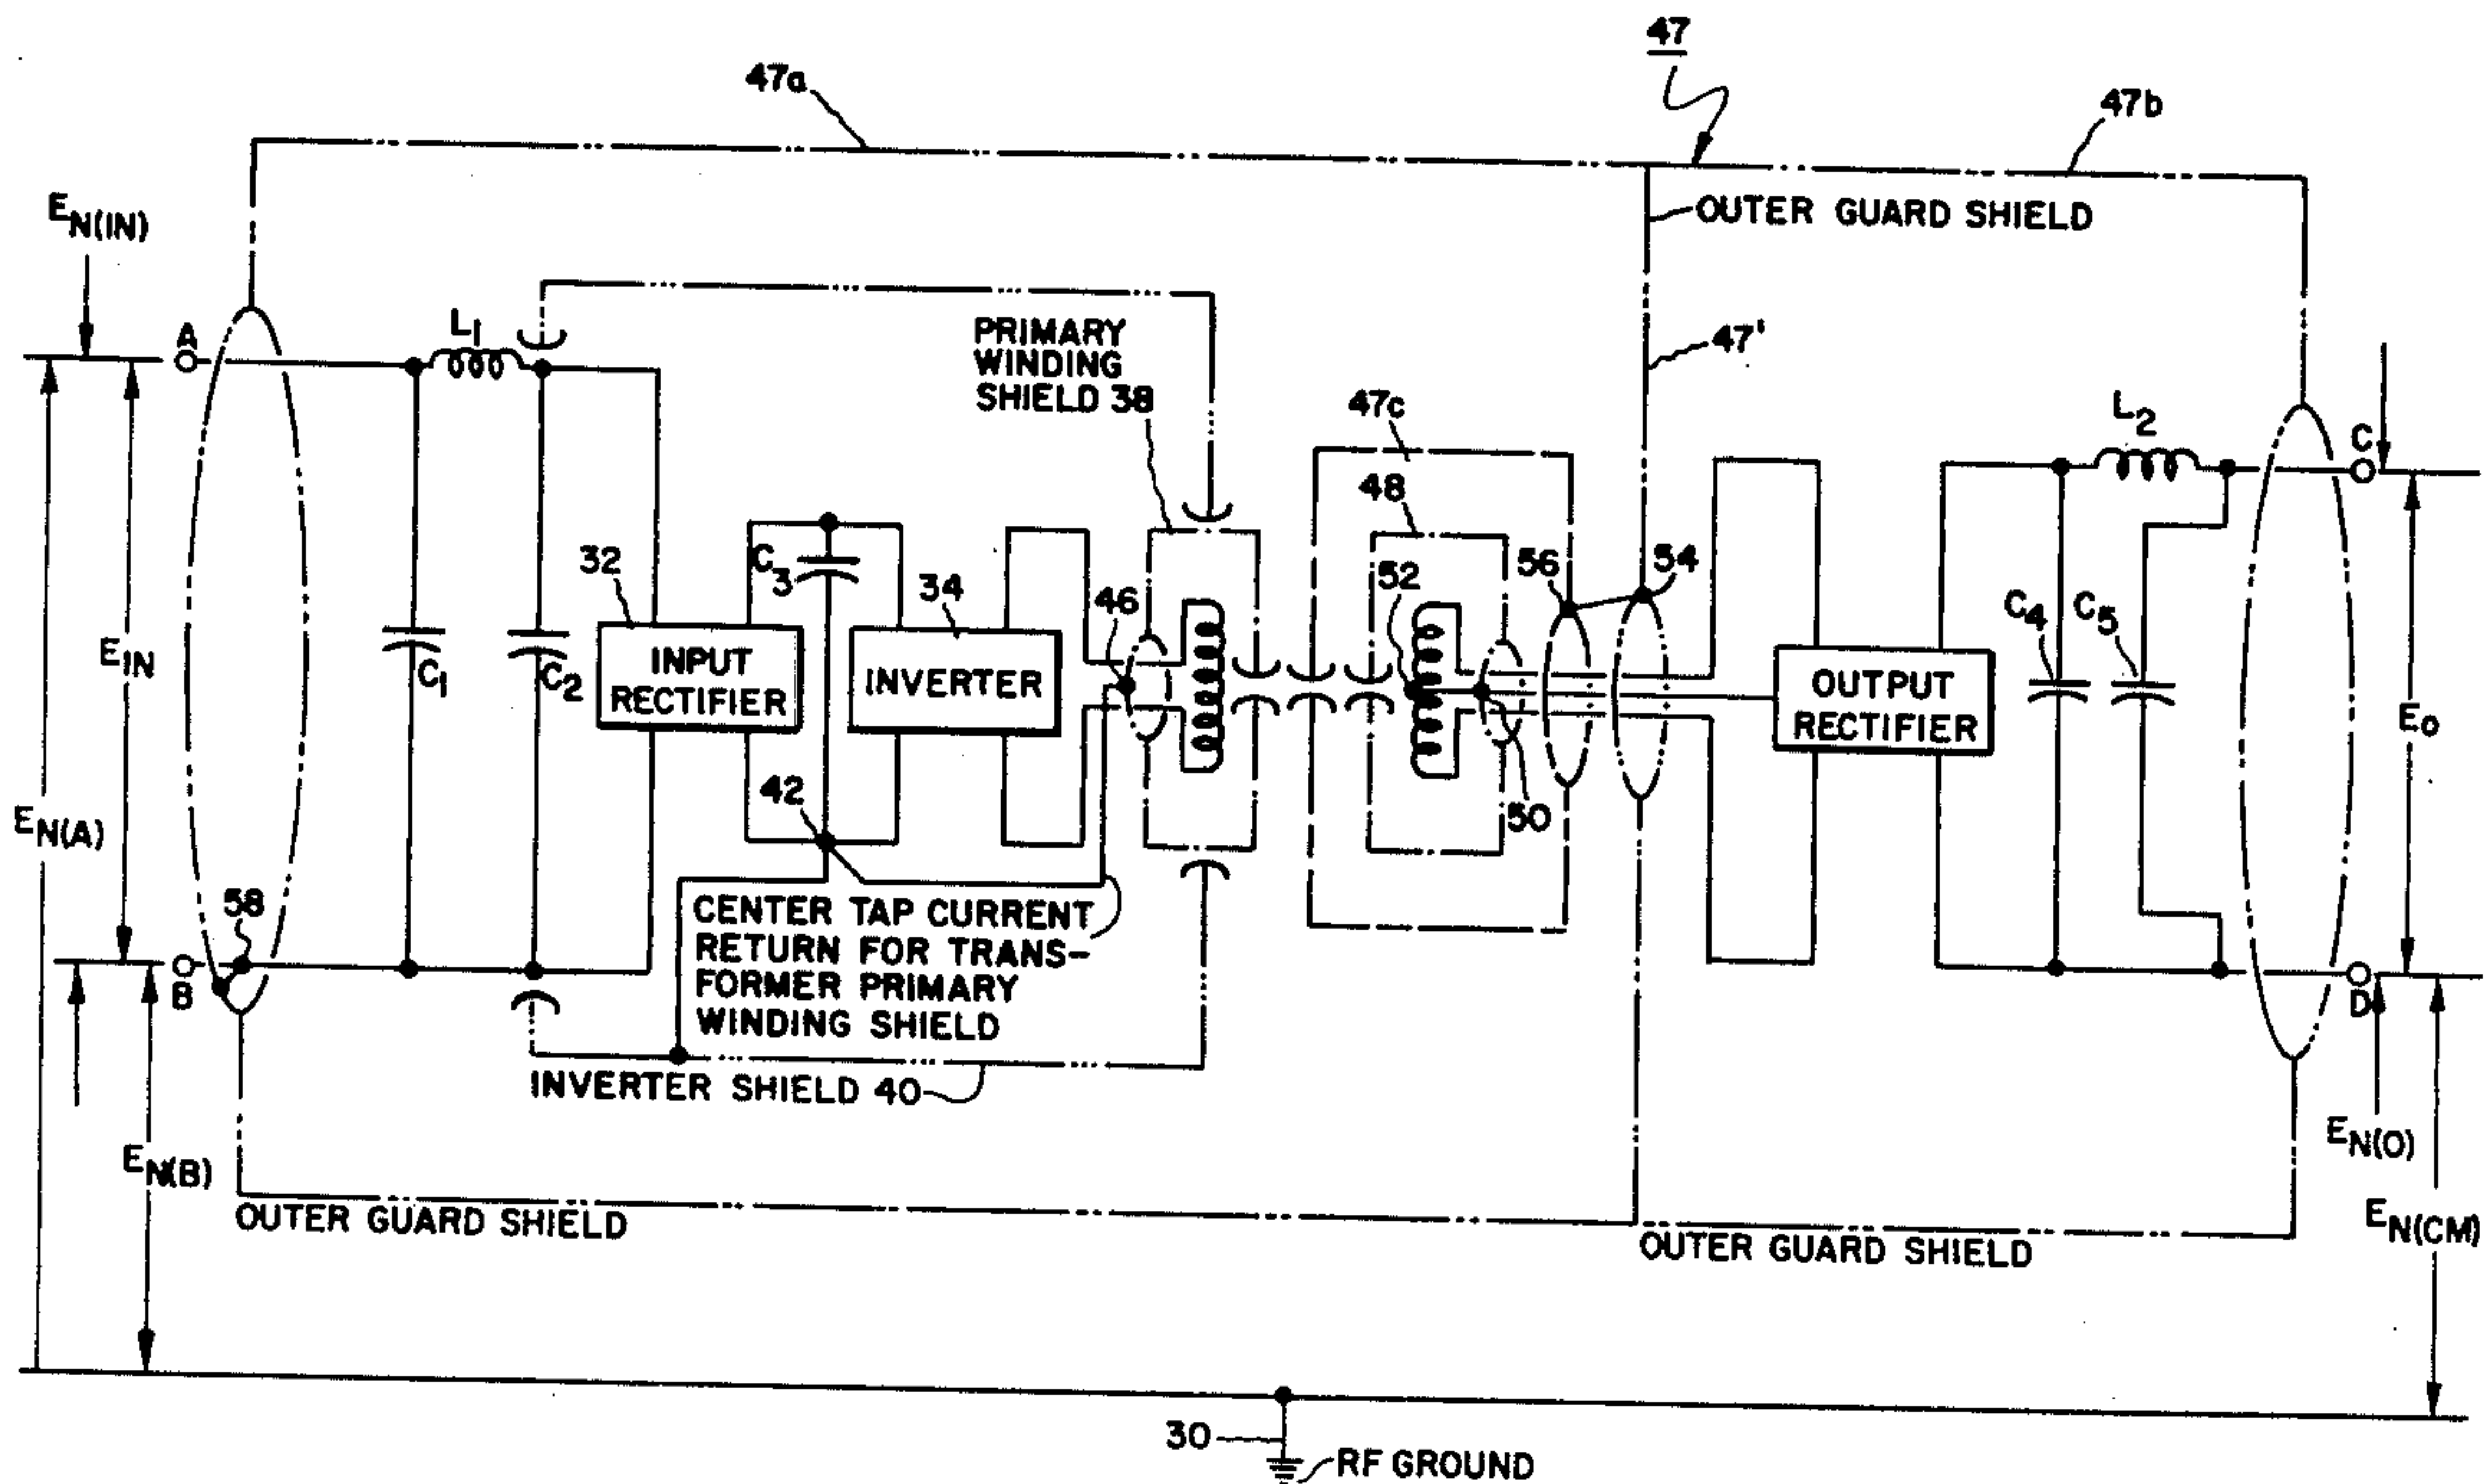 47
47a
47b
OUTER GUARD SHIELD
EN(IN)
A
L1
PRIMARY
WINDING
SHIELD 38
47'
47c
L2
C
48
32
C3
34
46
52
56
54
C4
C5
EIN
C1
C2
INPUT
RECTIFIER
INVERTER
OUTPUT
RECTIFIER
EO
42
50
EN(A)
58
B
CENTER TAP CURRENT
RETURN FOR TRANS-
FORMER PRIMARY
WINDING SHIELD
D
INVERTER SHIELD 40
EN(B)
EN(O)
OUTER GUARD SHIELD
EN(CM)
OUTER GUARD SHIELD
30
RF GROUND